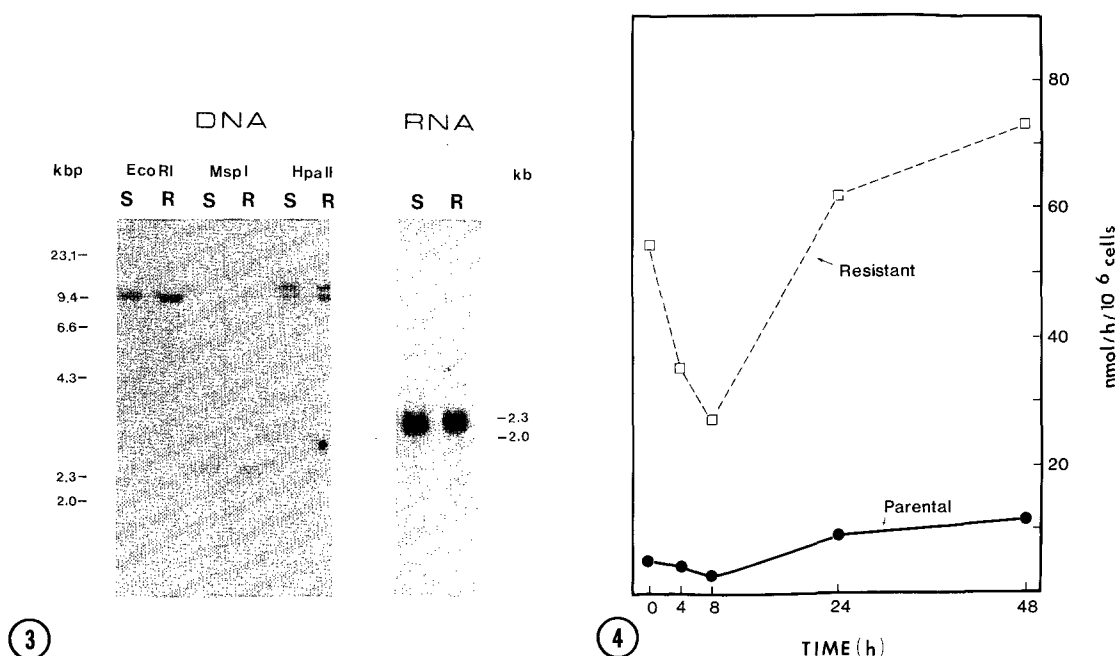 DNA
RNA
kbp EcoRI MspI HpaII kb
S R S R S R S R
23.1-
9.4-
6.6-
4.3-
2.3-
2.0-
-2.3
-2.0
3
80
60
40
20
nmol/h/10 6 cells
Resistant
Parental
0 4 8 24 48
TIME (h)
4